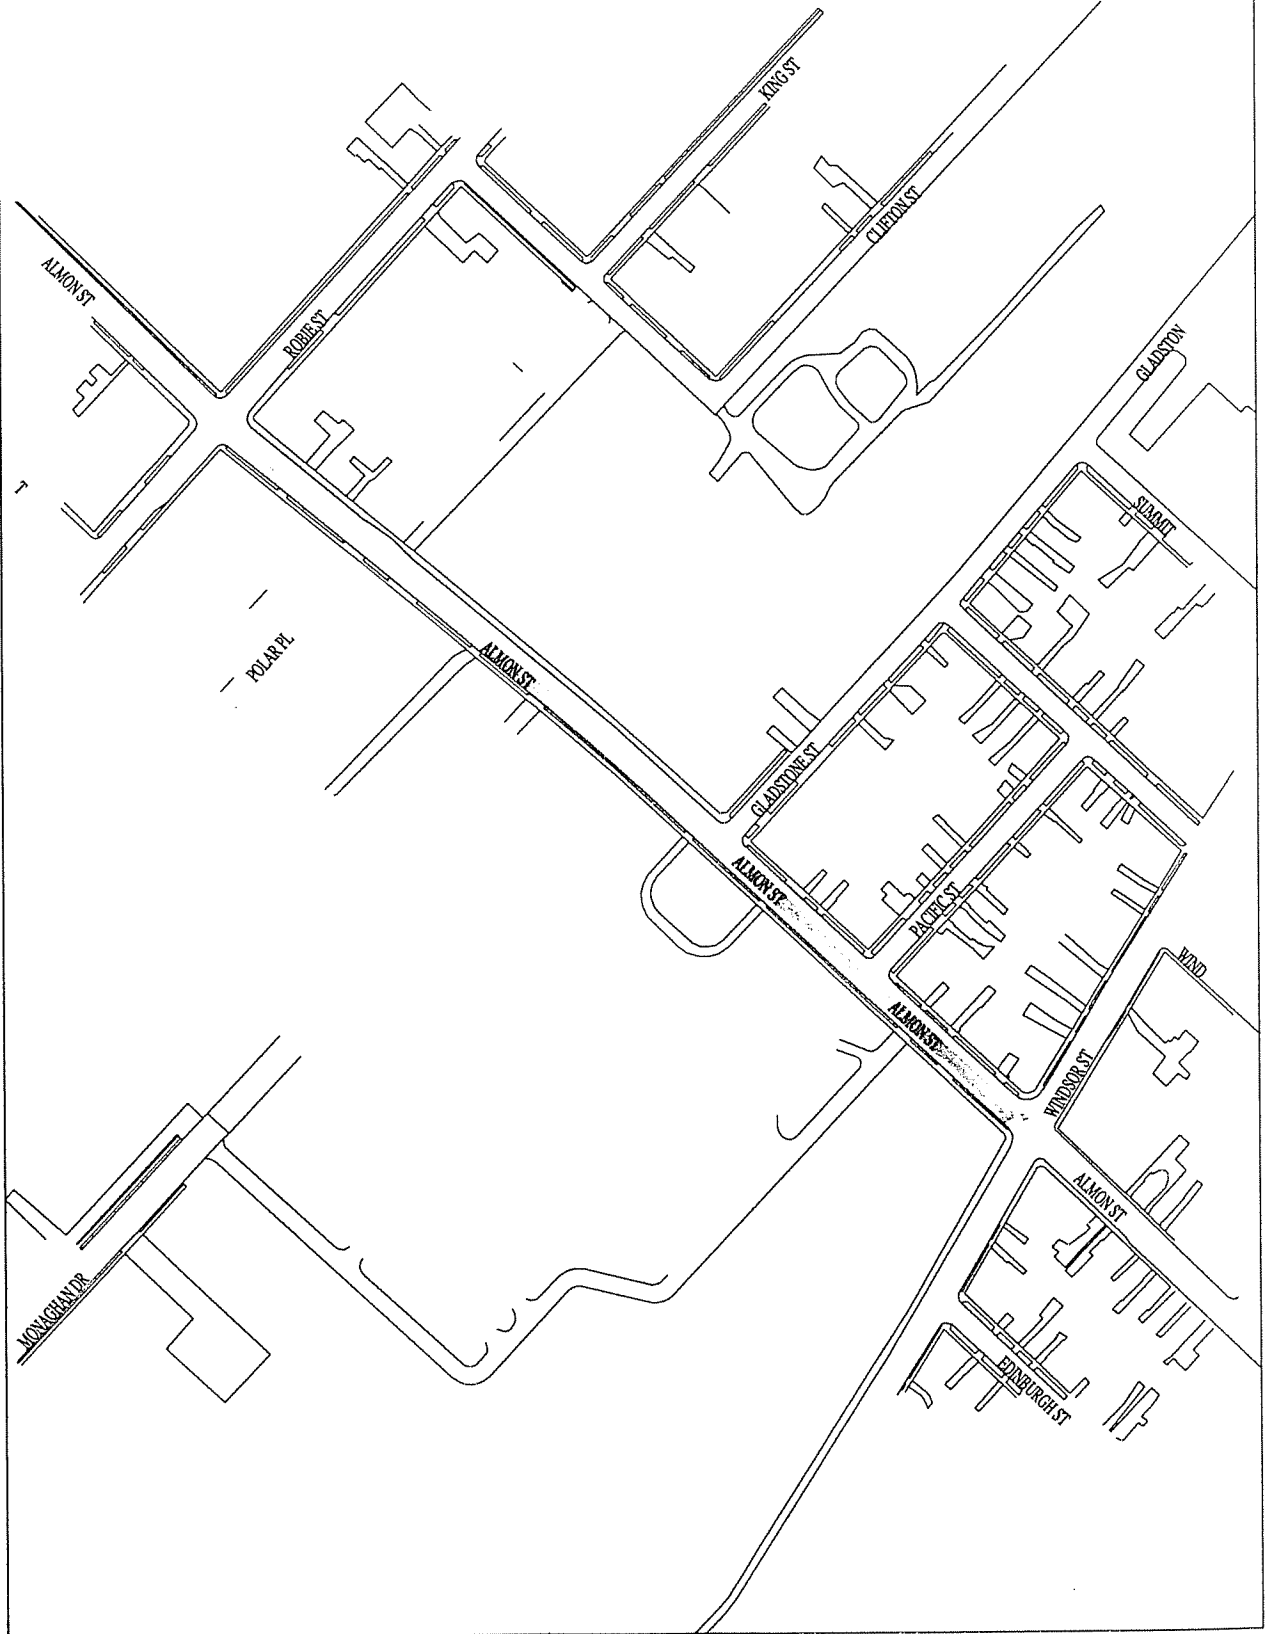 KING ST
CLIFTON ST
ALMON ST
ROBIE ST
GLADSTON
T
SUMMIT
POLAR PL
ALMON ST
GLADSTONE ST
ALMON ST
PACIFIC ST
WIND
ALMON ST
WINDSOR ST
ALMON ST
MONAGHAN DR
EDINBURGH ST